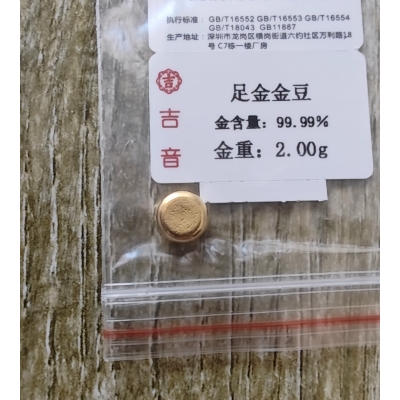 执行标准: GB/T16552 GB/T16553 GB/T16554
GB/T18043 GB11887
生产地址: 深圳市龙岗区横岗街道六约社区万利路18
号C7栋一楼厂房
吉
吉
音
足金金豆
金含量: 99.99%
金重: 2.00g